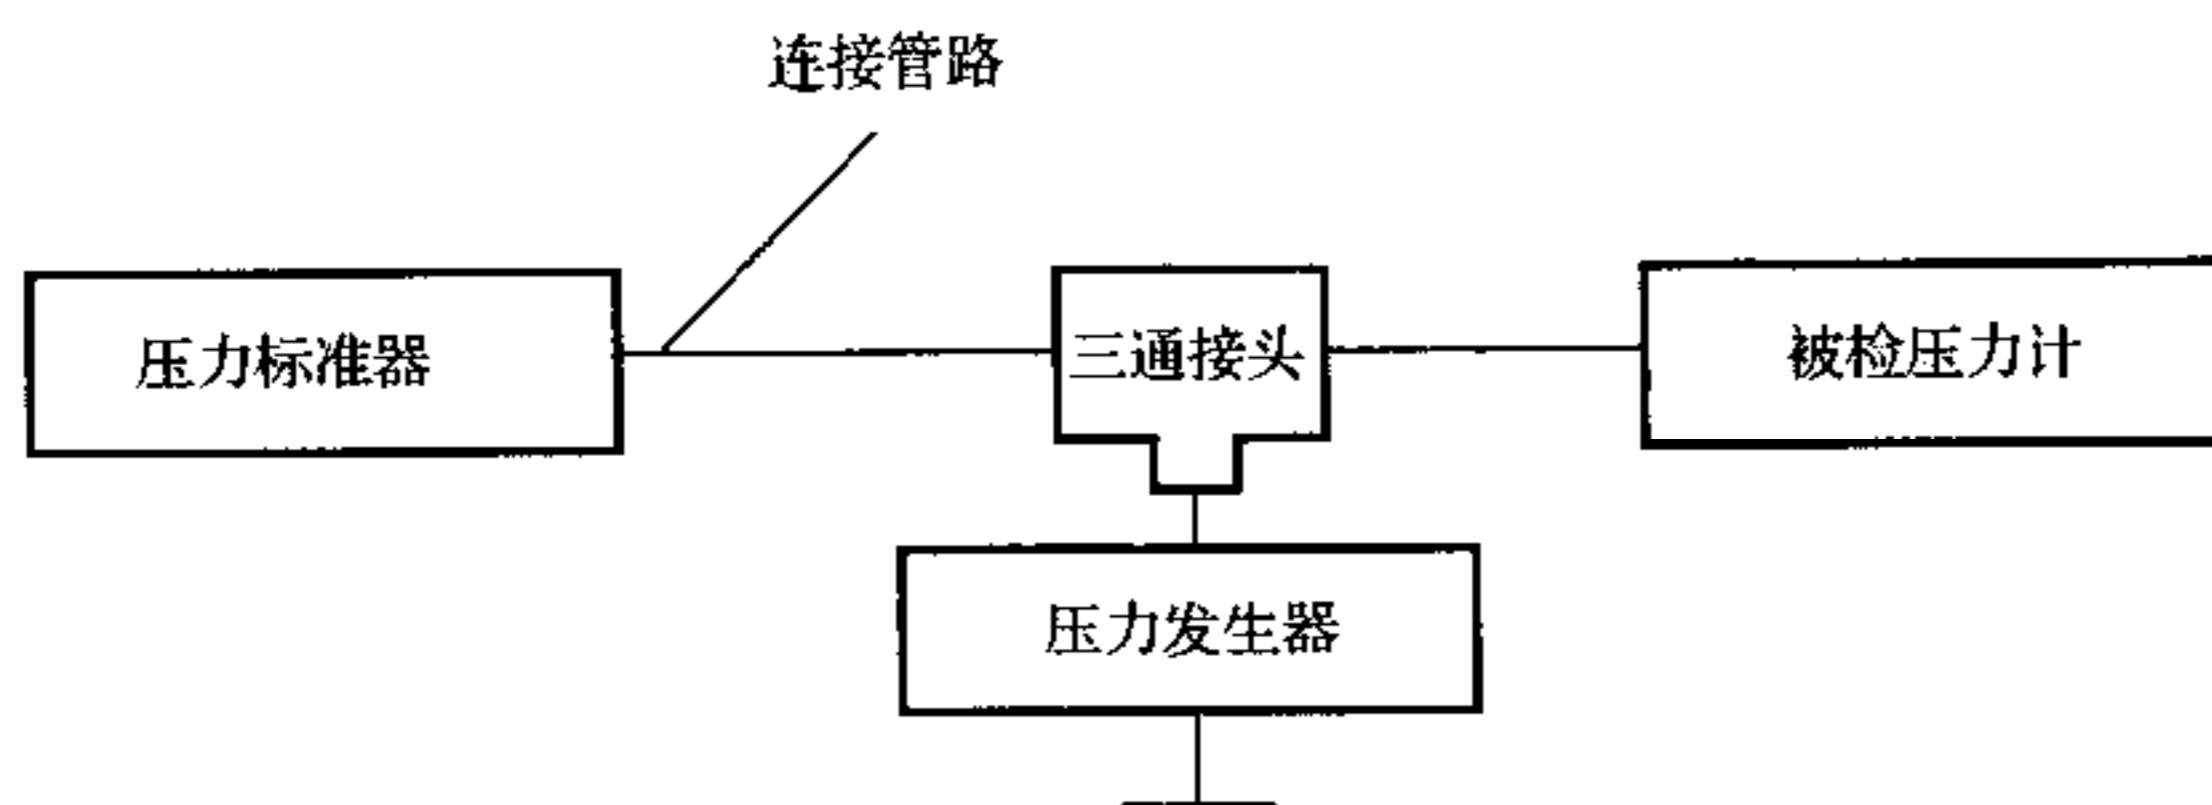 连接管路
压力标准器
三通接头
被检压力计
压力发生器